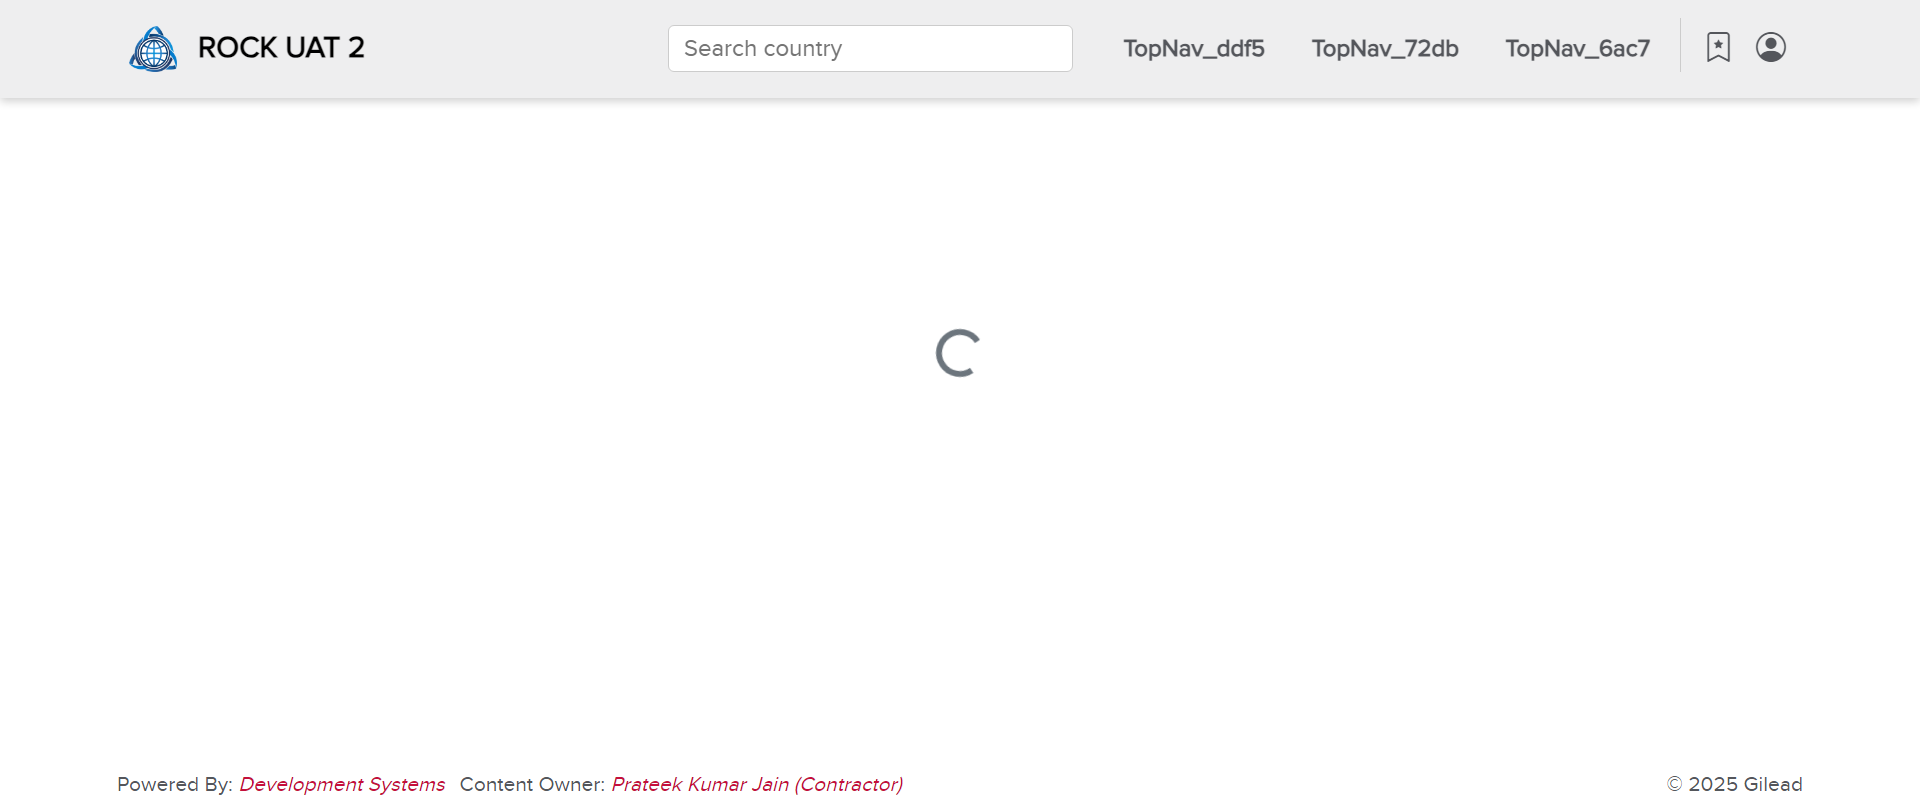 ROCK UAT 2
Search country
TopNav_ddf5
TopNav_72db
TopNav_6ac7
Powered By: Development Systems Content Owner: Prateek Kumar Jain (Contractor)
© 2025 Gilead